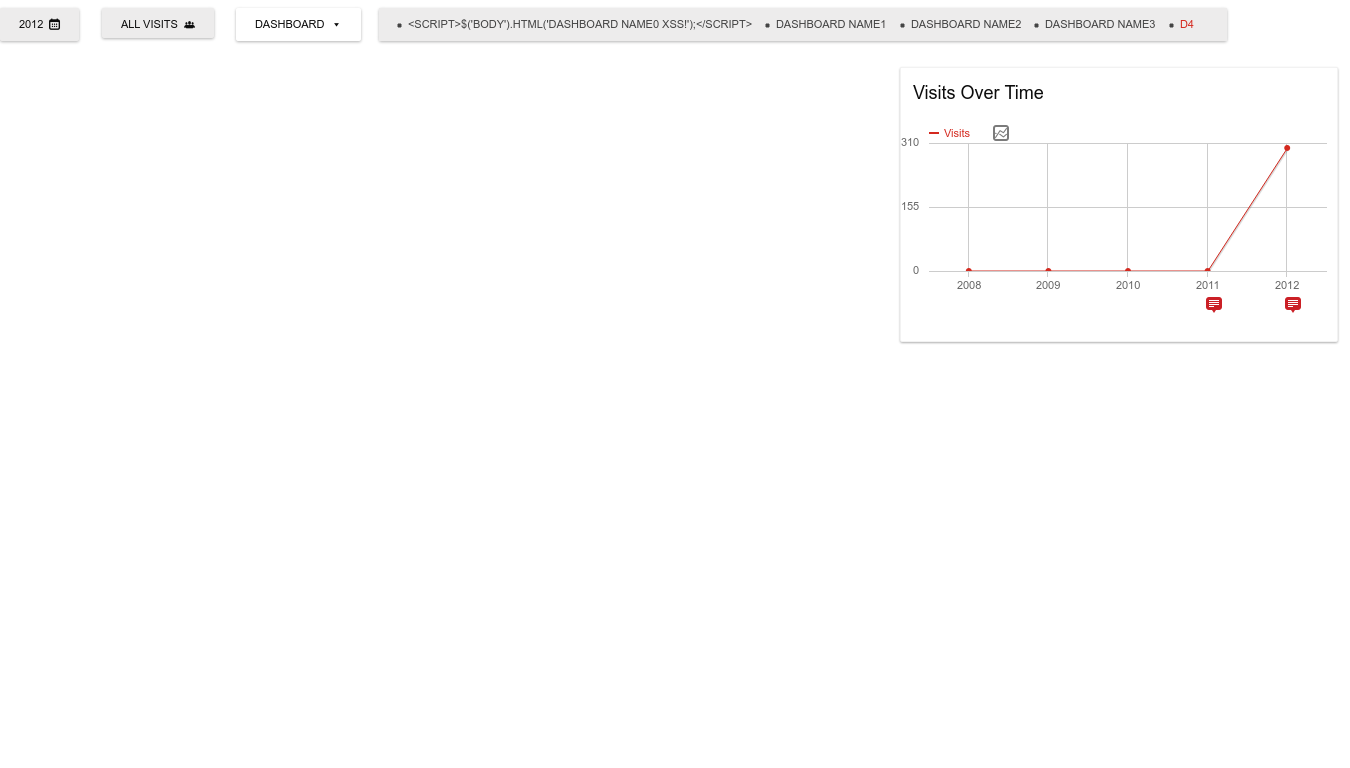 2012
ALL VISITS
DASHBOARD
<SCRIPT>$('BODY').HTML('DASHBOARD NAME0 XSS!');</SCRIPT>
DASHBOARD NAME1
DASHBOARD NAME2
DASHBOARD NAME3
D4
Visits Over Time
Visits
310
155
0
2008 2009 2010 2011 2012